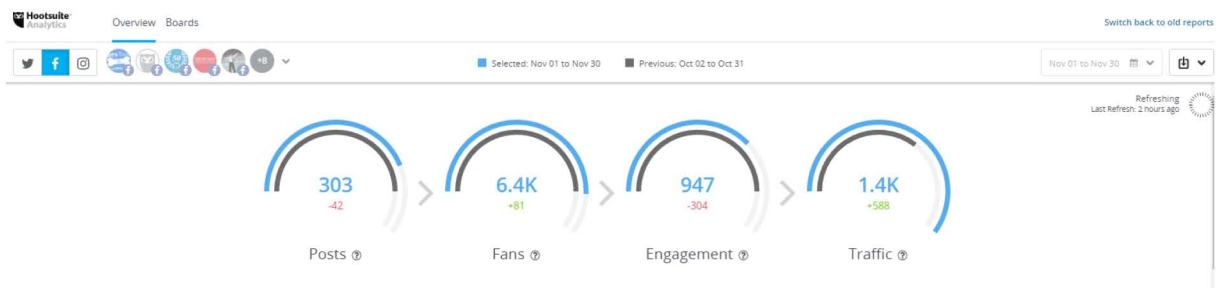 Hootsuite™
Analytics
Overview Boards
Switch back to old reports
+8
Selected: Nov 01 to Nov 30
Previous: Oct 02 to Oct 31
Nov 01 to Nov 30
Refreshing
Last Refresh: 2 hours ago
303
-42
Posts ?
6.4K
+81
Fans ?
947
-304
Engagement ?
1.4K
+588
Traffic ?